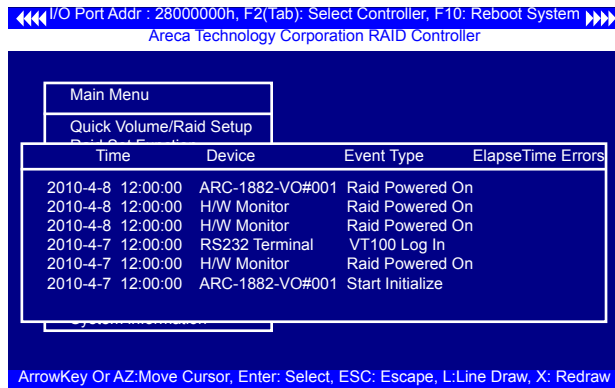 I/O Port Addr : 28000000h, F2(Tab): Select Controller, F10: Reboot System
Areca Technology Corporation RAID Controller
Main Menu
Quick Volume/Raid Setup
Raid Set Function
Time Device Event Type ElapseTime Errors
2010-4-8 12:00:00 ARC-1882-VO#001 Raid Powered On
2010-4-8 12:00:00 H/W Monitor Raid Powered On
2010-4-8 12:00:00 H/W Monitor Raid Powered On
2010-4-7 12:00:00 RS232 Terminal VT100 Log In
2010-4-7 12:00:00 H/W Monitor Raid Powered On
2010-4-7 12:00:00 ARC-1882-VO#001 Start Initialize
System Information
ArrowKey Or AZ:Move Cursor, Enter: Select, ESC: Escape, L:Line Draw, X: Redraw